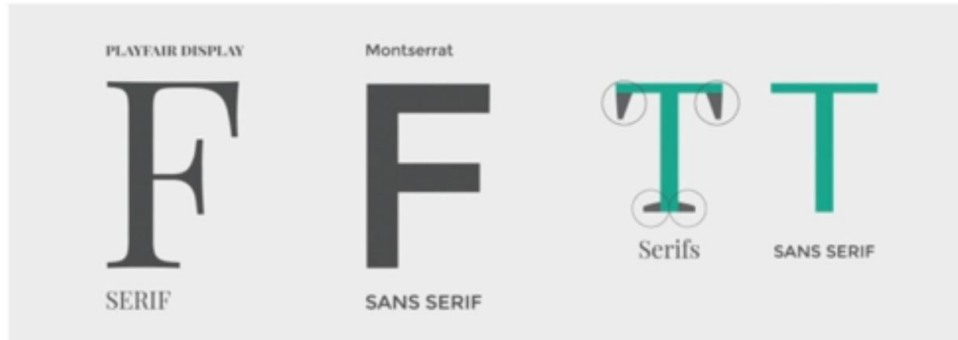 PLAYFAIR DISPLAY
F
SERIF
Montserrat
F
SANS SERIF
T
Serifs
T
SANS SERIF